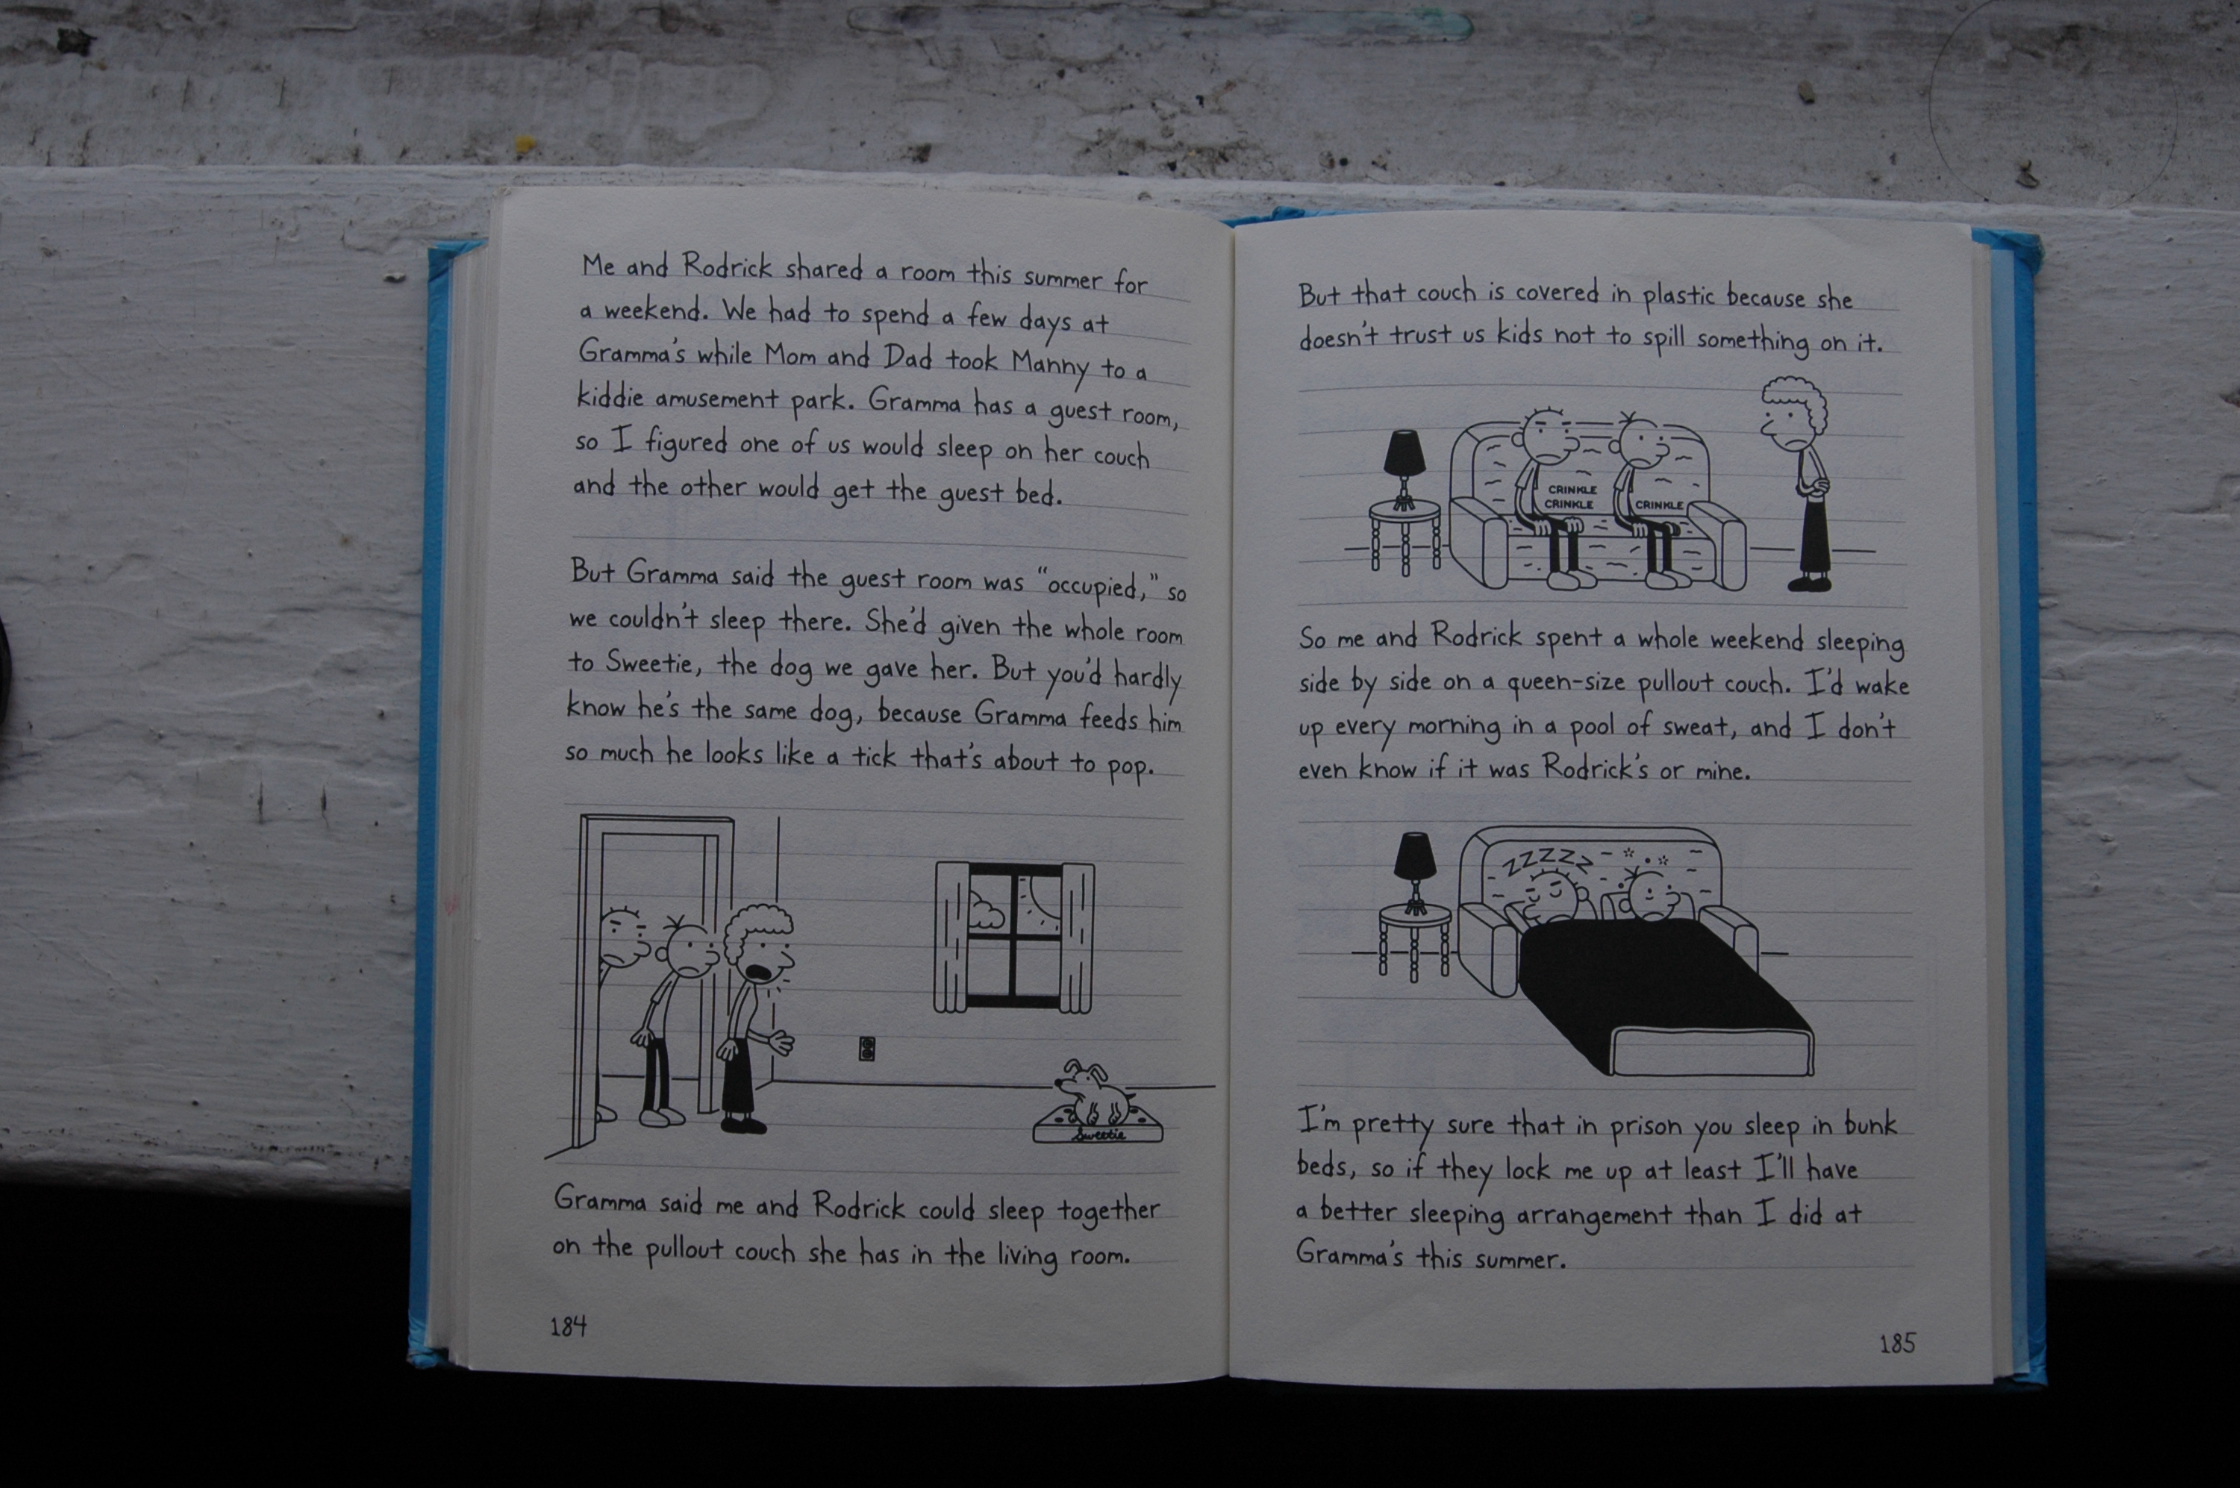 Me and Rodrick shared a room this summer for
a weekend. We had to spend a few days at
Gramma's while Mom and Dad took Manny to a
kiddie amusement park. Gramma has a guest room,
so I figured one of us would sleep on her couch
and the other would get the guest bed.
But Gramma said the guest room was "occupied," so
we couldn't sleep there. She'd given the whole room
to Sweetie, the dog we gave her. But you'd hardly
know he's the same dog, because Gramma feeds him
so much he looks like a tick that's about to pop.
Sweetie
Gramma said me and Rodrick could sleep together
on the pullout couch she has in the living room.
184
But that couch is covered in plastic because she
doesn't trust us kids not to spill something on it.
CRINKLE
CRINKLE
CRINKLE
So me and Rodrick spent a whole weekend sleeping
side by side on a queen-size pullout couch. I'd wake
up every morning in a pool of sweat, and I don't
even know if it was Rodrick's or mine.
ZZZZZZ
I'm pretty sure that in prison you sleep in bunk
beds, so if they lock me up at least I'll have
a better sleeping arrangement than I did at
Gramma's this summer.
185